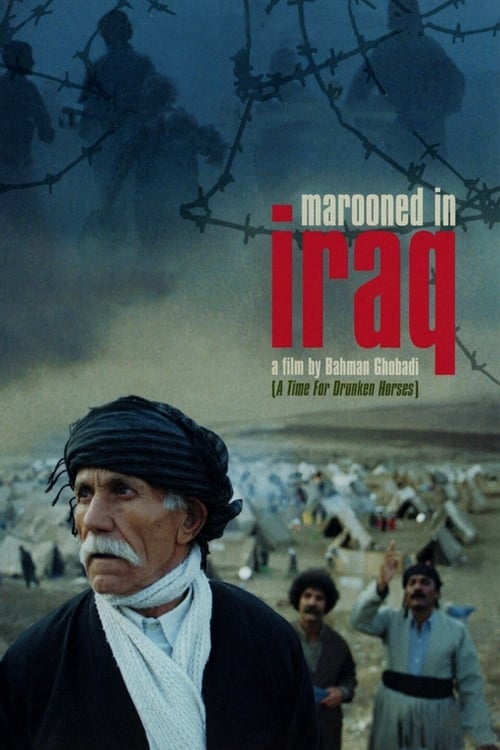 marooned in
iraq
a film by Bahman Ghobadi
(A Time For Drunken Horses)